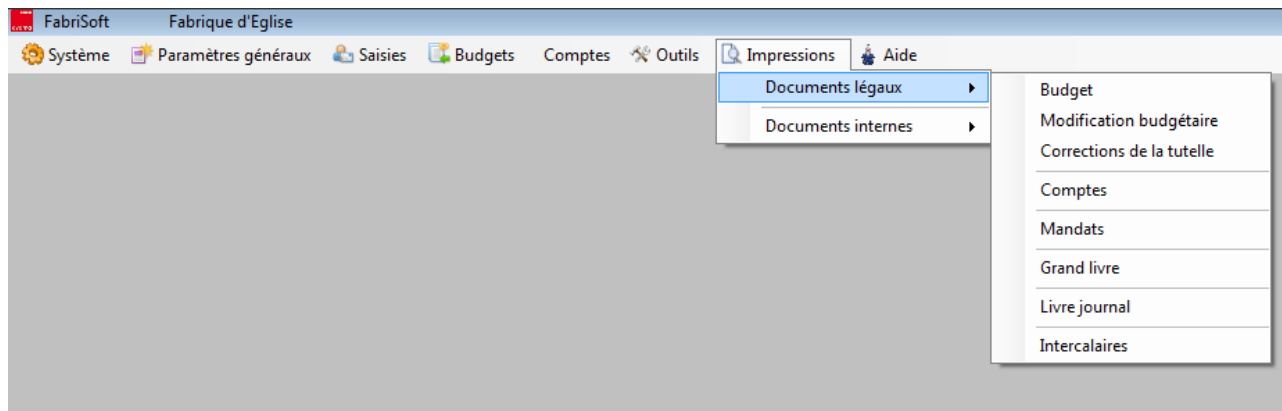 FabriSoft Fabrique d'Eglise
Système Paramètres généraux Saisies Budgets Comptes Outils Impressions Aide
Documents légaux
Documents internes
Budget
Modification budgétaire
Corrections de la tutelle
Comptes
Mandats
Grand livre
Livre journal
Intercalaires